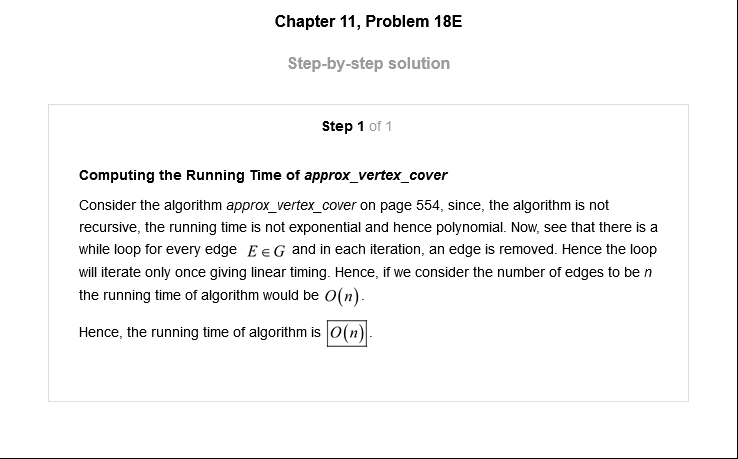 Chapter 11, Problem 18E
Step-by-step solution
Step 1 of 1
Computing the Running Time of approx_vertex_cover
Consider the algorithm approx_vertex_cover on page 554, since, the algorithm is not
recursive, the running time is not exponential and hence polynomial. Now, see that there is a
while loop for every edge E ∈ G and in each iteration, an edge is removed. Hence the loop
will iterate only once giving linear timing. Hence, if we consider the number of edges to be n
the running time of algorithm would be O(n).
Hence, the running time of algorithm is O(n).